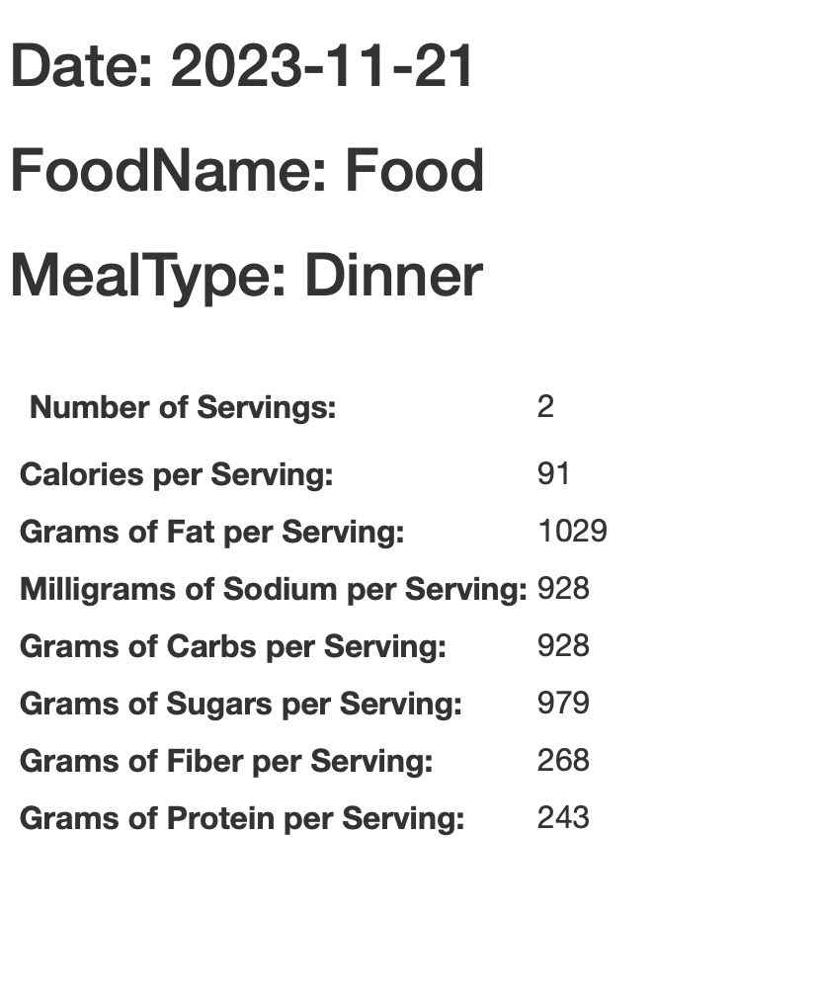 Date: 2023-11-21
FoodName: Food
MealType: Dinner
Number of Servings: 2
Calories per Serving: 91
Grams of Fat per Serving: 1029
Milligrams of Sodium per Serving: 928
Grams of Carbs per Serving: 928
Grams of Sugars per Serving: 979
Grams of Fiber per Serving: 268
Grams of Protein per Serving: 243